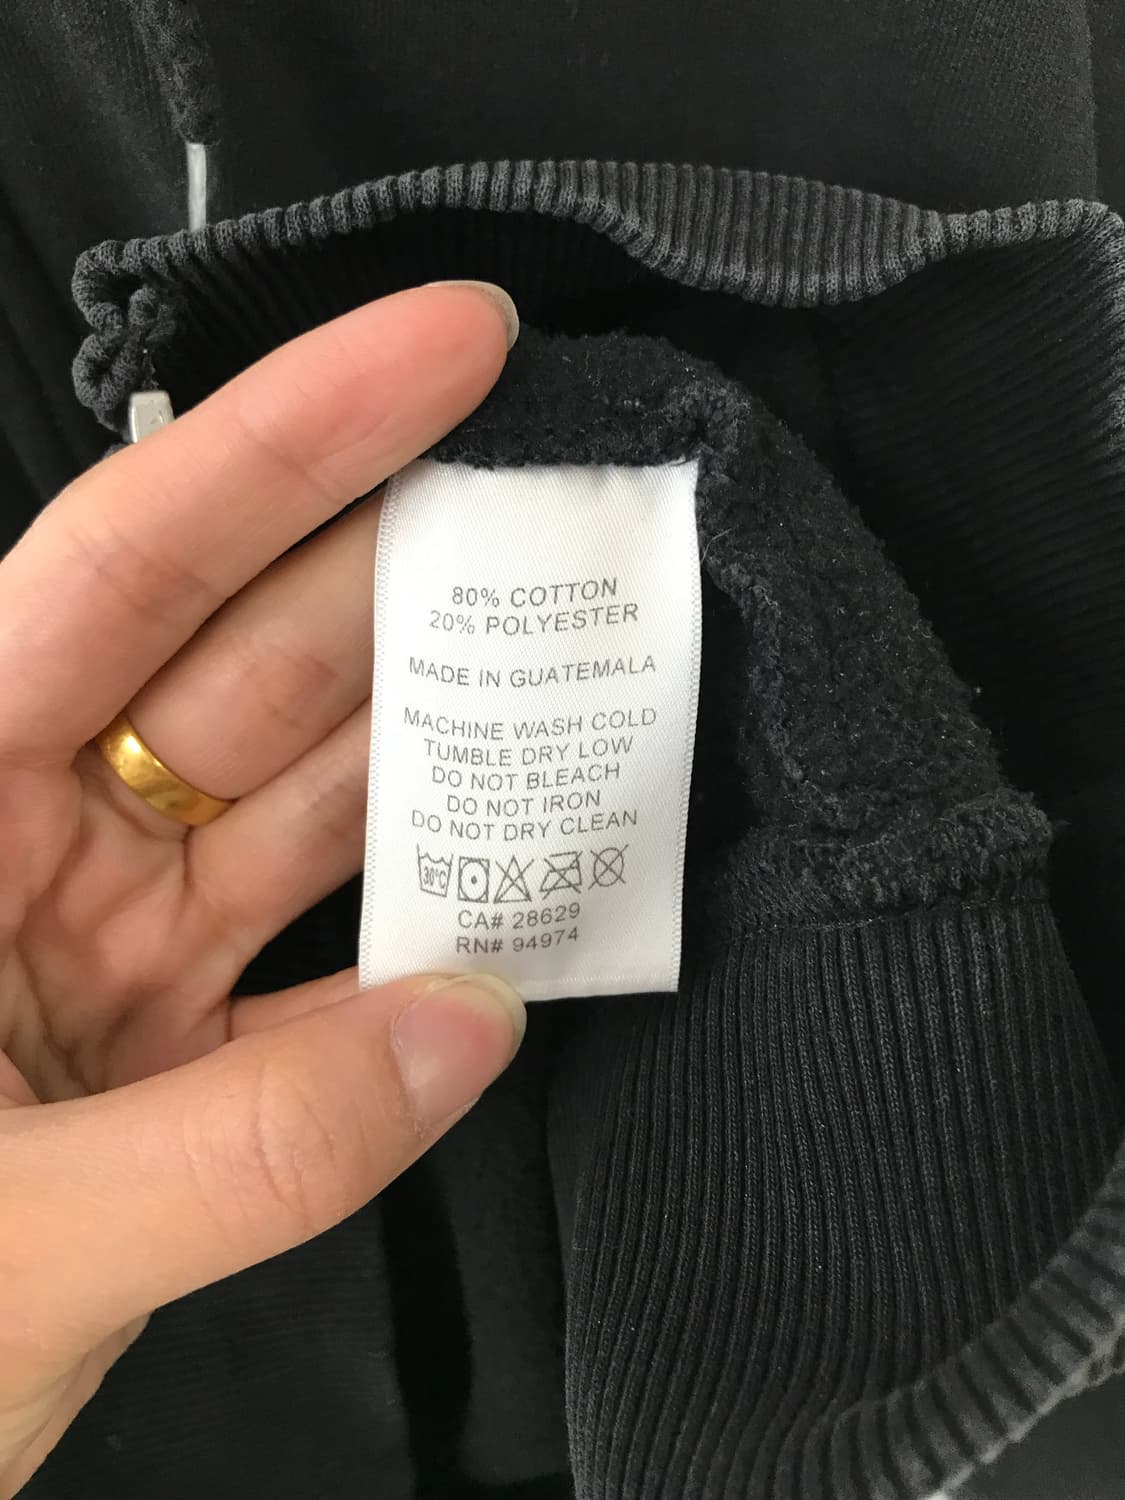 80% COTTON
20% POLYESTER
MADE IN GUATEMALA
MACHINE WASH COLD
TUMBLE DRY LOW
DO NOT BLEACH
DO NOT IRON
DO NOT DRY CLEAN
30°C
CA# 28629
RN# 94974